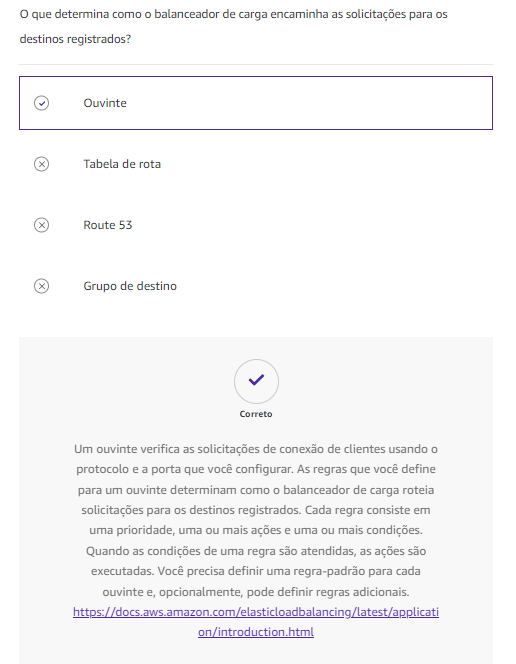 O que determina como o balanceador de carga encaminha as solicitações para os
destinos registrados?
Ouvinte
Tabela de rota
Route 53
Grupo de destino
Correto
Um ouvinte verifica as solicitações de conexão de clientes usando o
protocolo e a porta que você configurar. As regras que você define
para um ouvinte determinam como o balanceador de carga roteia
solicitações para os destinos registrados. Cada regra consiste em
uma prioridade, uma ou mais ações e uma ou mais condições.
Quando as condições de uma regra são atendidas, as ações são
executadas. Você precisa definir uma regra-padrão para cada
ouvinte e, opcionalmente, pode definir regras adicionais.
https://docs.aws.amazon.com/elasticloadbalancing/latest/applicati
on/introduction.html